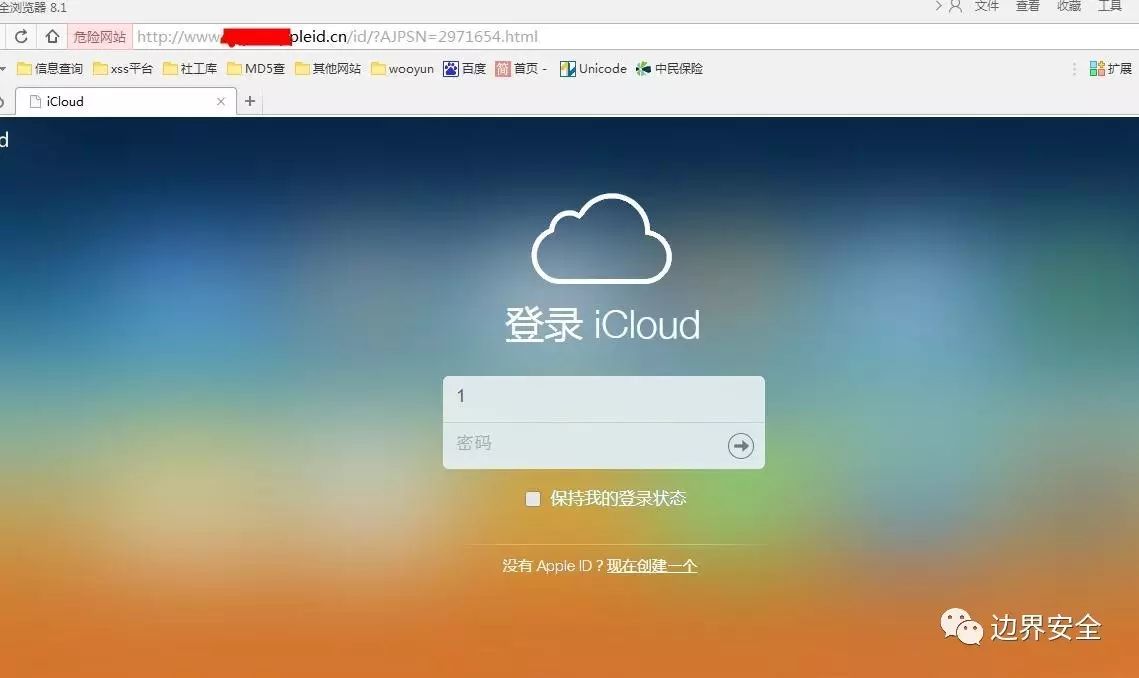 全浏览器 8.1
文件 查看 收藏 工具
危险网站 http://www. pleid.cn/id/?AJPSN=2971654.html
信息查询 xss平台 社工库 MD5查 其他网站 wooyun 百度 简 首页 - Unicode 中民保险 扩展
iCloud
d
登录 iCloud
1
密码
保持我的登录状态
没有 Apple ID？现在创建一个
边界安全